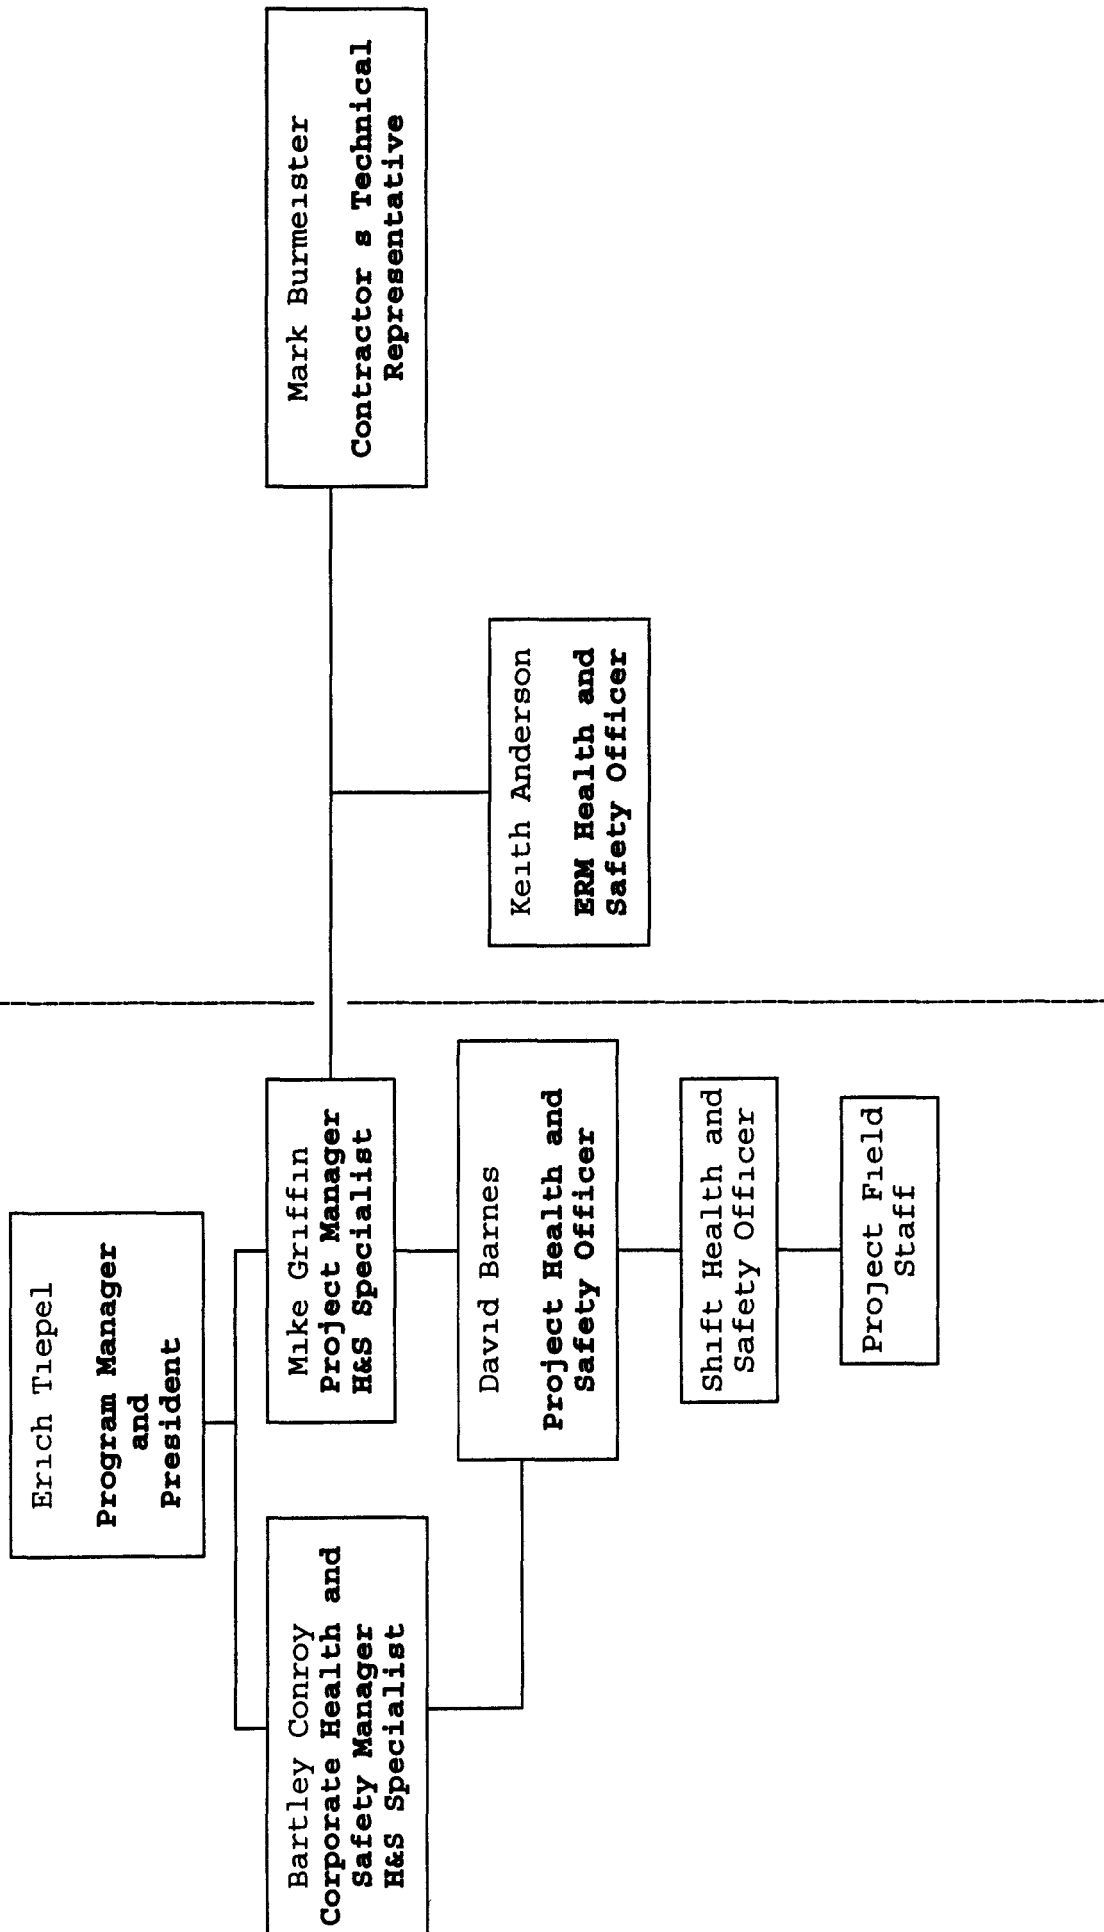 Erich Tiepel
Program Manager
and
President
Bartley Conroy
Corporate Health and
Safety Manager
H&S Specialist
Mike Griffin
Project Manager
H&S Specialist
Mark Burmeister
Contractor s Technical
Representative
David Barnes
Project Health and
Safety Officer
Keith Anderson
ERM Health and
Safety Officer
Shift Health and
Safety Officer
Project Field
Staff